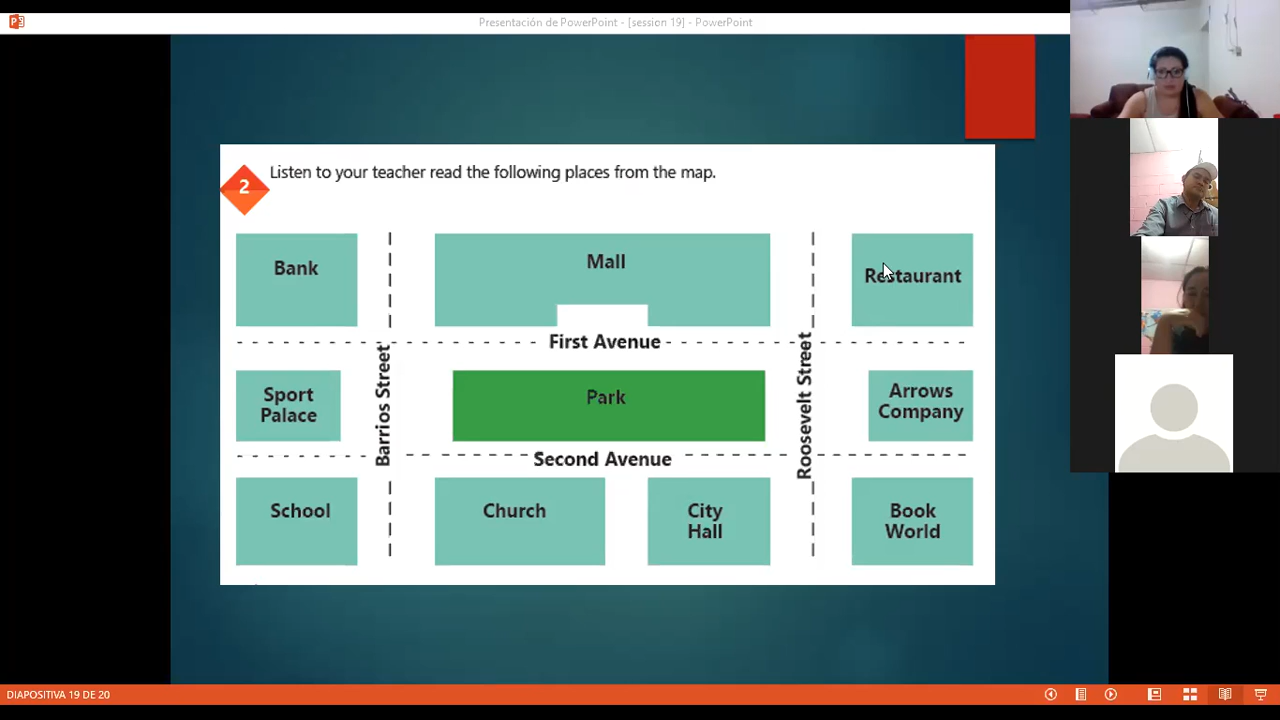 Presentación de PowerPoint - [session 19] - PowerPoint
2
Listen to your teacher read the following places from the map.
Bank
Mall
Restaurant
First Avenue
Barrios Street
Roosevelt Street
Sport
Palace
Park
Arrows
Company
Second Avenue
School
Church
City
Hall
Book
World
DIAPOSITIVA 19 DE 20